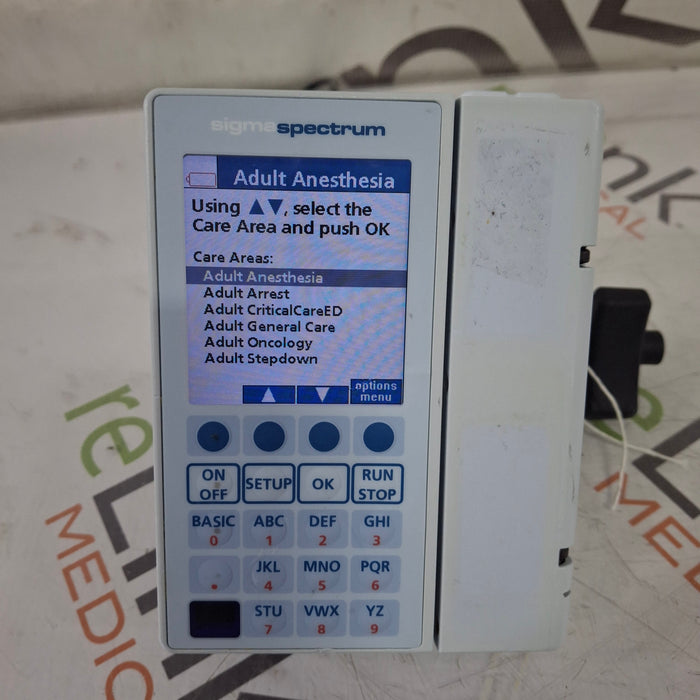 sigmaspectrum
Adult Anesthesia
Using ▲▼, select the
Care Area and push OK
Care Areas:
Adult Anesthesia
Adult Arrest
Adult CriticalCareED
Adult General Care
Adult Oncology
Adult Stepdown
▲ ▼ options
menu
ON
OFF
SETUP
OK
RUN
STOP
BASIC ABC DEF GHI
0 1 2 3
JKL MNO PQR
. 4 5 6
STU VWX YZ
7 8 9
reLink
MEDICAL